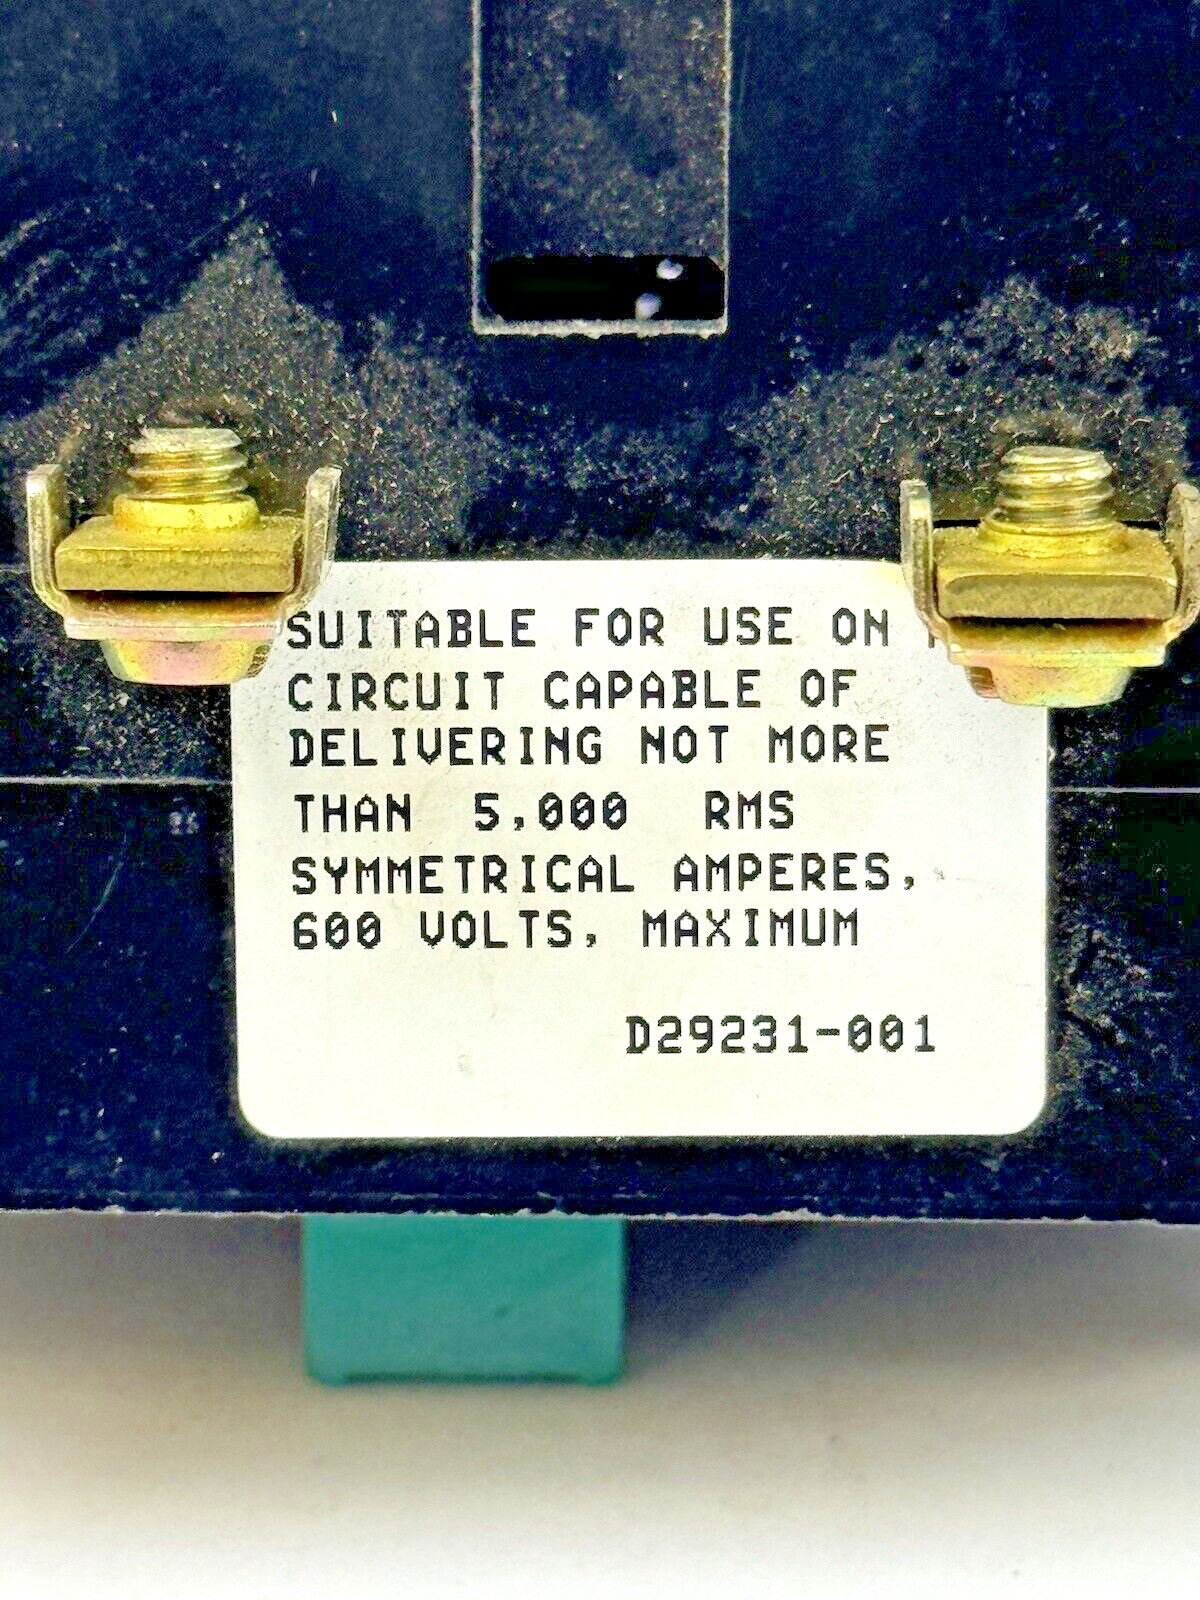 SUITABLE FOR USE ON
CIRCUIT CAPABLE OF
DELIVERING NOT MORE
THAN 5,000 RMS
SYMMETRICAL AMPERES,
600 VOLTS, MAXIMUM
D29231-001